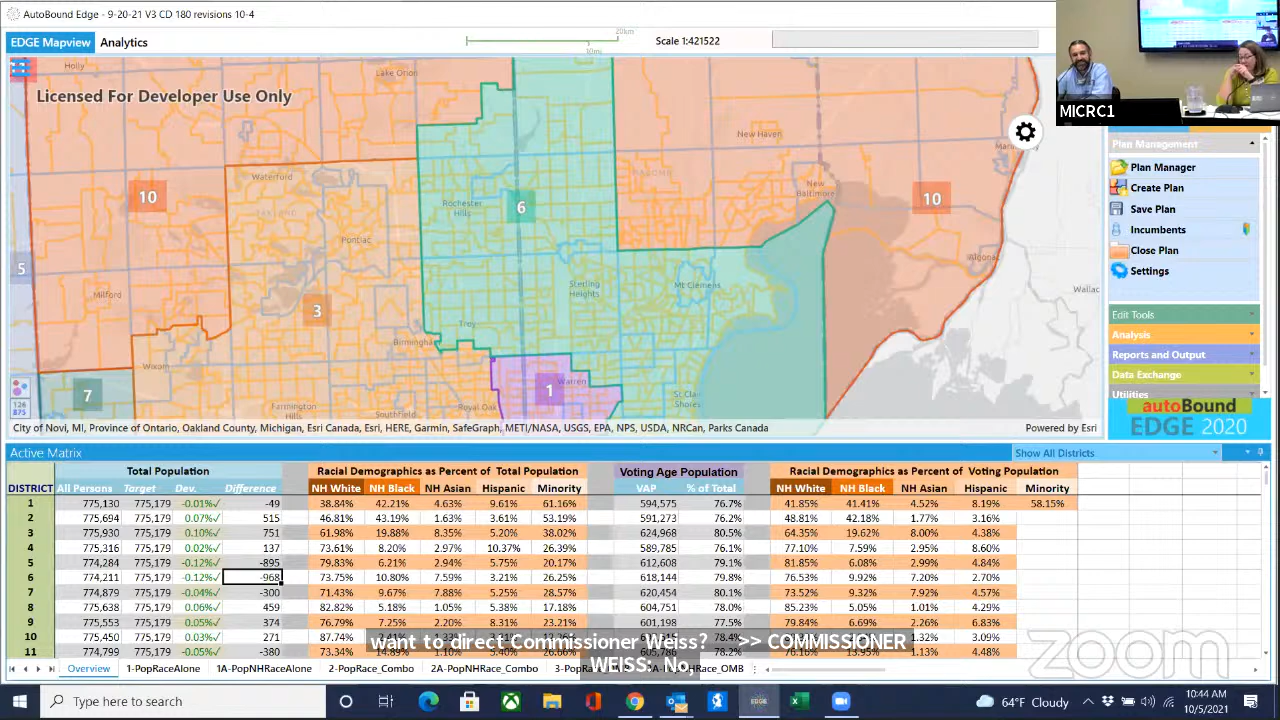 AutoBound Edge - 9-20-21 V3 CD 180 revisions 10-4
EDGE Mapview Analytics
20km
10mi
Scale 1:421522
MICRC1
Licensed For Developer Use Only
Holly
Lake Orion
New Haven
Waterford
OAKLAND
Rochester Hills
Pontiac
New Baltimore
Milford
Sterling Heights
Mt Clemens
Algonac
Wallac
Troy
Birmingham
Wixom
Warren
Farmington Hills
Southfield
Royal Oak
St Clair Shores
10
6
10
5
3
7
1
126
875
City of Novi, MI, Province of Ontario, Oakland County, Michigan, Esri Canada, Esri, HERE, Garmin, SafeGraph, METI/NASA, USGS, EPA, NPS, USDA, NRCan, Parks Canada
Powered by Esri
Plan Management
Plan Manager
Create Plan
Save Plan
Incumbents
Close Plan
Settings
Edit Tools
Analysis
Reports and Output
Data Exchange
Utilities
autoBound
EDGE 2020
Active Matrix
Show All Districts
Total Population Racial Demographics as Percent of Total Population Voting Age Population Racial Demographics as Percent of Voting Population
DISTRICT All Persons Target Dev. Difference NH White NH Black NH Asian Hispanic Minority VAP % of Total NH White NH Black NH Asian Hispanic Minority
1 775,130 775,179 -0.01%✓ -49 38.84% 42.21% 4.63% 9.61% 61.16% 594,575 76.7% 41.85% 41.41% 4.52% 8.19% 58.15%
2 775,694 775,179 0.07%✓ 515 46.81% 43.19% 1.63% 3.61% 53.19% 591,273 76.2% 48.81% 42.18% 1.77% 3.16%
3 775,930 775,179 0.10%✓ 751 61.98% 19.88% 8.35% 5.20% 38.02% 624,968 80.5% 64.35% 19.62% 8.00% 4.38%
4 775,316 775,179 0.02%✓ 137 73.61% 8.20% 2.97% 10.37% 26.39% 589,785 76.1% 77.10% 7.59% 2.95% 8.60%
5 774,284 775,179 -0.12%✓ -895 79.83% 6.21% 2.94% 5.75% 20.17% 612,608 79.1% 81.85% 6.08% 2.99% 4.84%
6 774,211 775,179 -0.12%✓ -968 73.75% 10.80% 7.59% 3.21% 26.25% 618,144 79.8% 76.53% 9.92% 7.22% 2.70%
7 774,879 775,179 -0.04%✓ -300 71.43% 9.67% 7.88% 5.25% 28.57% 620,454 80.1% 73.52% 9.32% 7.92% 4.57%
8 775,638 775,179 0.06%✓ 459 82.82% 5.18% 1.05% 5.38% 17.18% 604,751 78.0% 85.23% 5.05% 1.01% 4.29%
9 775,553 775,179 0.05%✓ 374 76.79% 7.25% 2.20% 8.31% 23.21% 601,065 77.5% 79.84% 6.69% 2.26% 6.83%
10 775,450 775,179 0.03%✓ 271 87.74%
11 774,799 775,179 -0.05%✓ -380 73.34%
want to direct Commissioner Weiss? >>> COMMISSIONER
WEISS: No,
zoom
Overview 1-PopRaceAlone 1A-PopNHRaceAlone 2-PopRace_Combo 2A-PopNHRace_Combo
Type here to search
64°F Cloudy
10:44 AM
10/5/2021